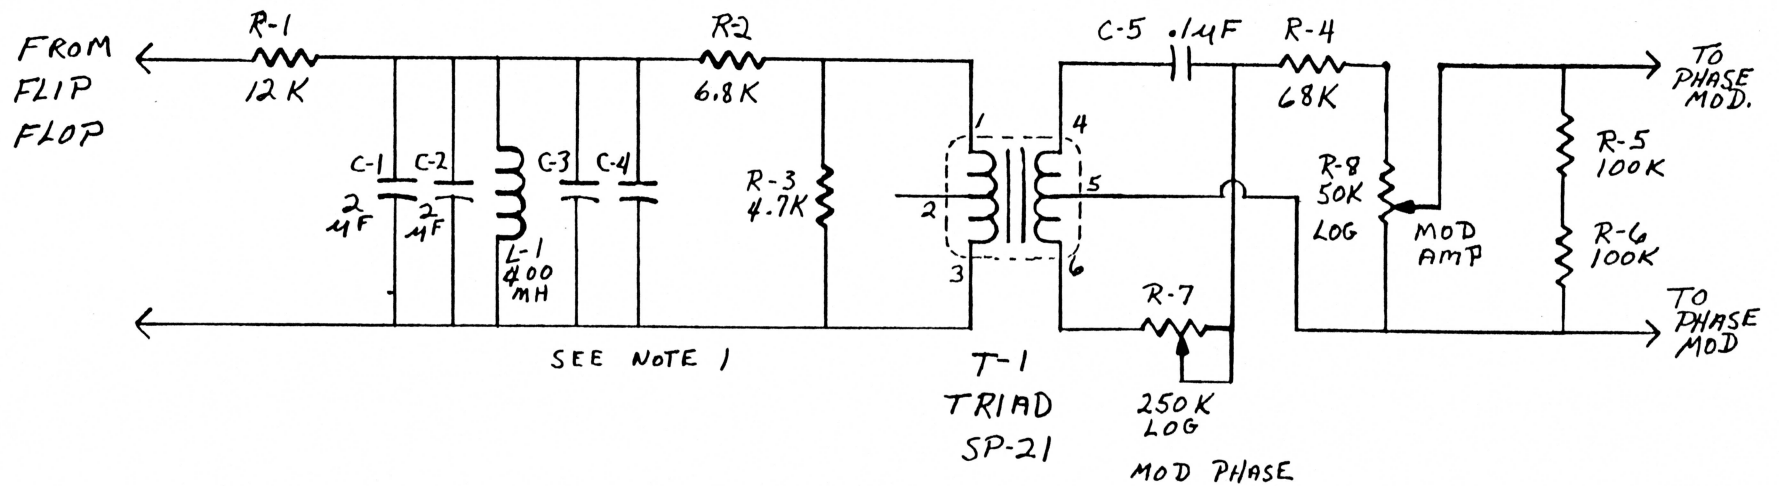 FROM
FLIP
FLOP
R-1
12K
C-1
2
µF
C-2
2
µF
L-1
400
MH
C-3
C-4
R-2
6.8K
R-3
4.7K
SEE NOTE 1
1
2
3
4
5
6
T-1
TRIAD
SP-21
C-5 .1µF
R-4
68K
R-7
250K
LOG
MOD PHASE
R-8
50K
LOG
MOD
AMP
R-5
100K
R-6
100K
TO
PHASE
MOD.
TO
PHASE
MOD